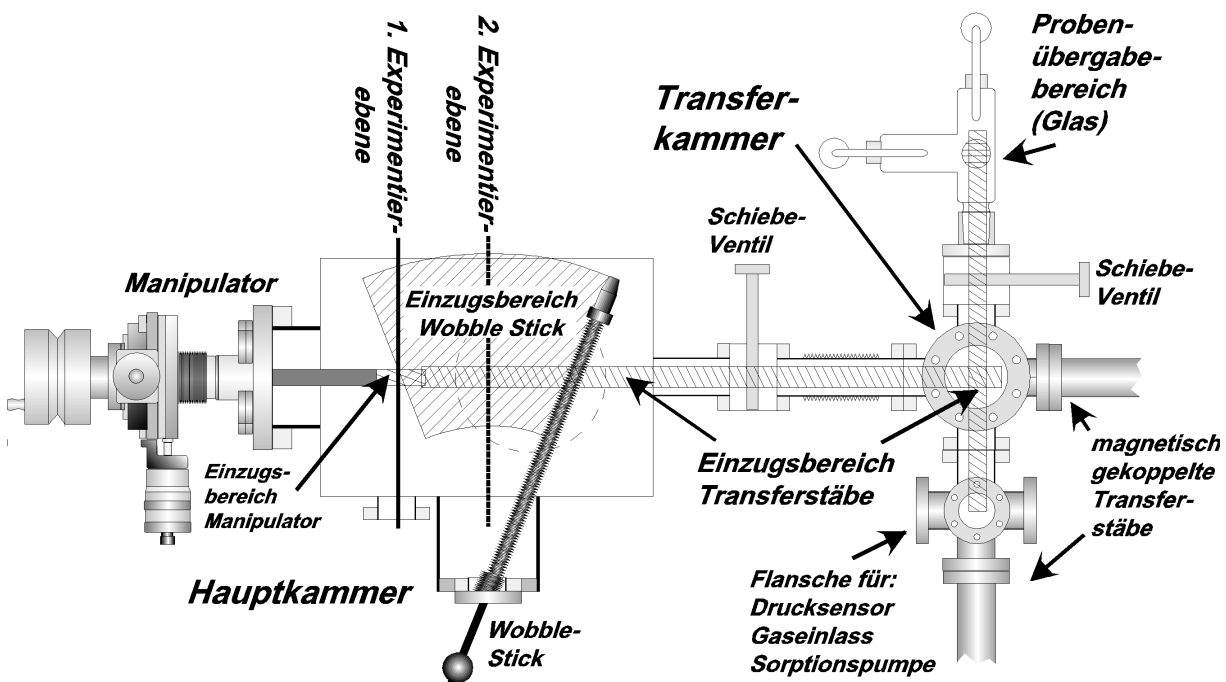 1. Experimentier-
ebene
2. Experimentier-
ebene
Proben-
übergabe-
bereich
(Glas)
Transfer-
kammer
Schiebe-
Ventil
Schiebe-
Ventil
Manipulator
Einzugsbereich
Wobble Stick
Einzugs-
bereich
Manipulator
Einzugsbereich
Transferstäbe
magnetisch
gekoppelte
Transfer-
stäbe
Hauptkammer
Wobble-
Stick
Flansche für:
Drucksensor
Gaseinlass
Sorptionspumpe